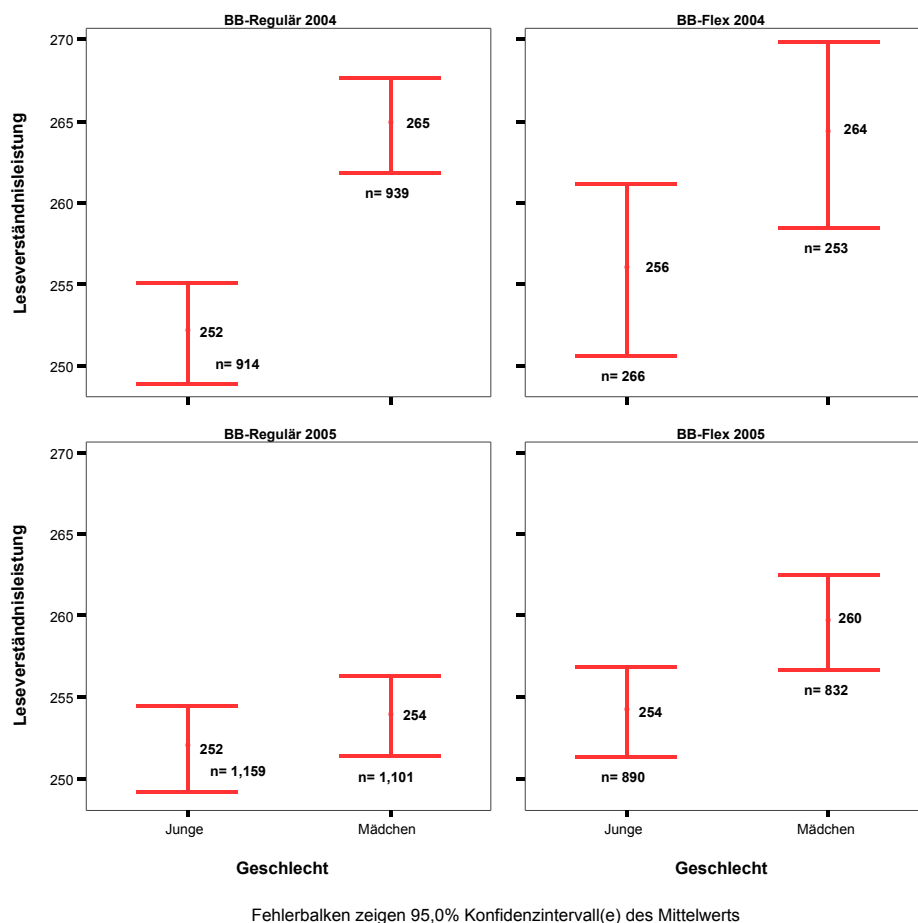 BB-Regulär 2004
BB-Flex 2004
Leseverständnisleistung
270
265
260
255
250
265
n= 939
252
n= 914
264
n= 253
256
n= 266
BB-Regulär 2005
BB-Flex 2005
Leseverständnisleistung
270
265
260
255
250
252
n= 1,159
254
n= 1,101
260
n= 832
254
n= 890
Junge Mädchen Junge Mädchen
Geschlecht Geschlecht
Fehlerbalken zeigen 95,0% Konfidenzintervall(e) des Mittelwerts